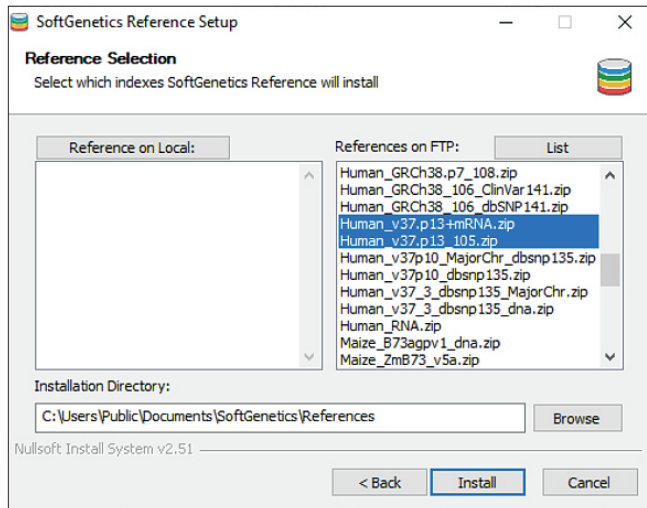 SoftGenetics Reference Setup
Reference Selection
Select which indexes SoftGenetics Reference will install
Reference on Local:
References on FTP:
List
Human_GRCh38.p7_108.zip
Human_GRCh38_106_ClinVar141.zip
Human_GRCh38_106_dbSNP141.zip
Human_v37.p13+mRNA.zip
Human_v37.p13_105.zip
Human_v37p10_MajorChr_dbsnp135.zip
Human_v37p10_dbsnp135.zip
Human_v37_3_dbsnp135_MajorChr.zip
Human_v37_3_dbsnp135_dna.zip
Human_RNA.zip
Maize_B73agpv1_dna.zip
Maize_ZmB73_v5a.zip
Installation Directory:
C:\Users\Public\Documents\SoftGenetics\References
Browse
Nullsoft Install System v2.51
< Back
Install
Cancel